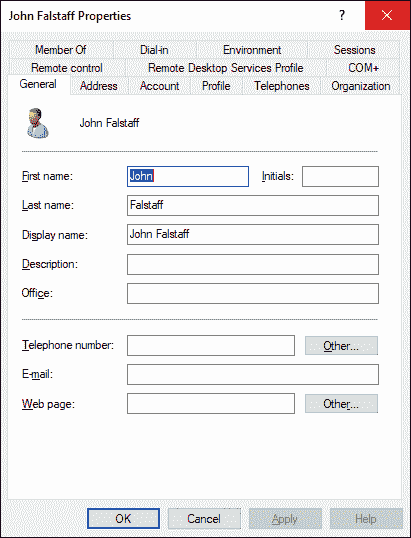 John Falstaff Properties ?
Member Of Dial-in Environment Sessions
Remote control Remote Desktop Services Profile COM+
General Address Account Profile Telephones Organization
John Falstaff
First name: John Initials:
Last name: Falstaff
Display name: John Falstaff
Description:
Office:
Telephone number: Other...
E-mail:
Web page: Other...
OK Cancel Apply Help